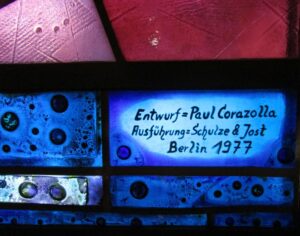 Entwurf=Paul Corazolla
Ausführung=Schulze & Jost
Berlin 1977